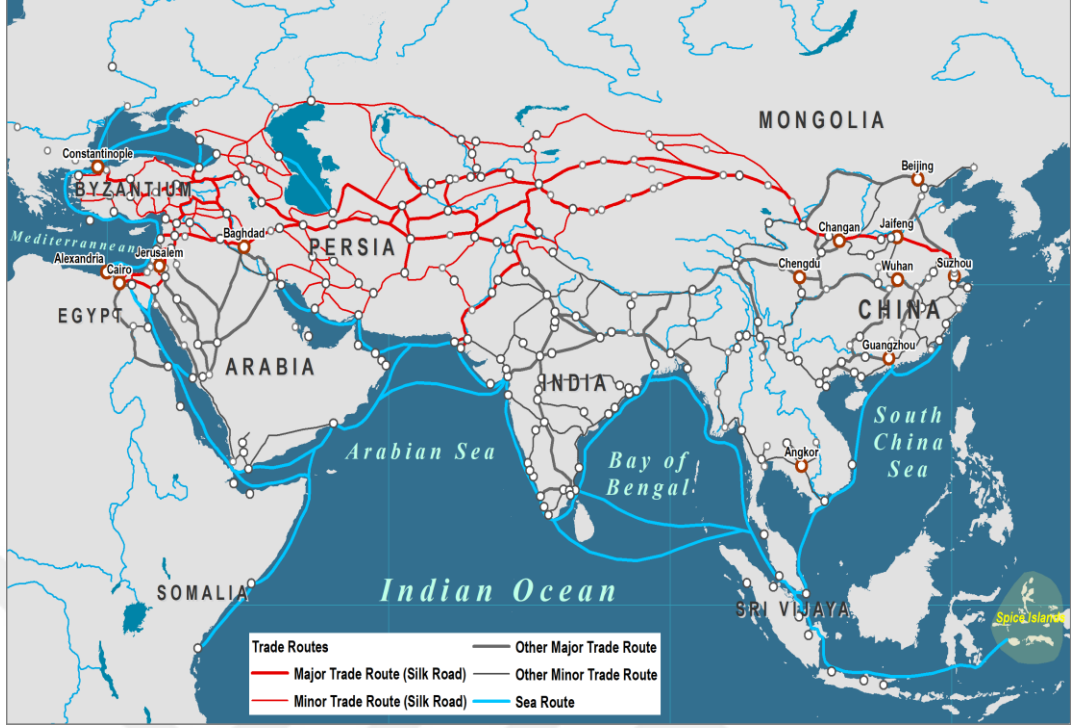 MONGOLIA
Constantinople
Beijing
BYZANTIUM
Mediterrannean
Baghdad
Changan
Jaifeng
PERSIA
Alexandria
Jerusalem
Cairo
Chengdu
Wuhan
Suzhou
EGYPT
CHINA
Guangzhou
ARABIA
INDIA
South
China
Sea
Arabian Sea
Bay of
Bengal
Angkor
SOMALIA
Indian Ocean
SRI VIJAYA
Spice Islands
Trade Routes
Major Trade Route (Silk Road)
Minor Trade Route (Silk Road)
Other Major Trade Route
Other Minor Trade Route
Sea Route